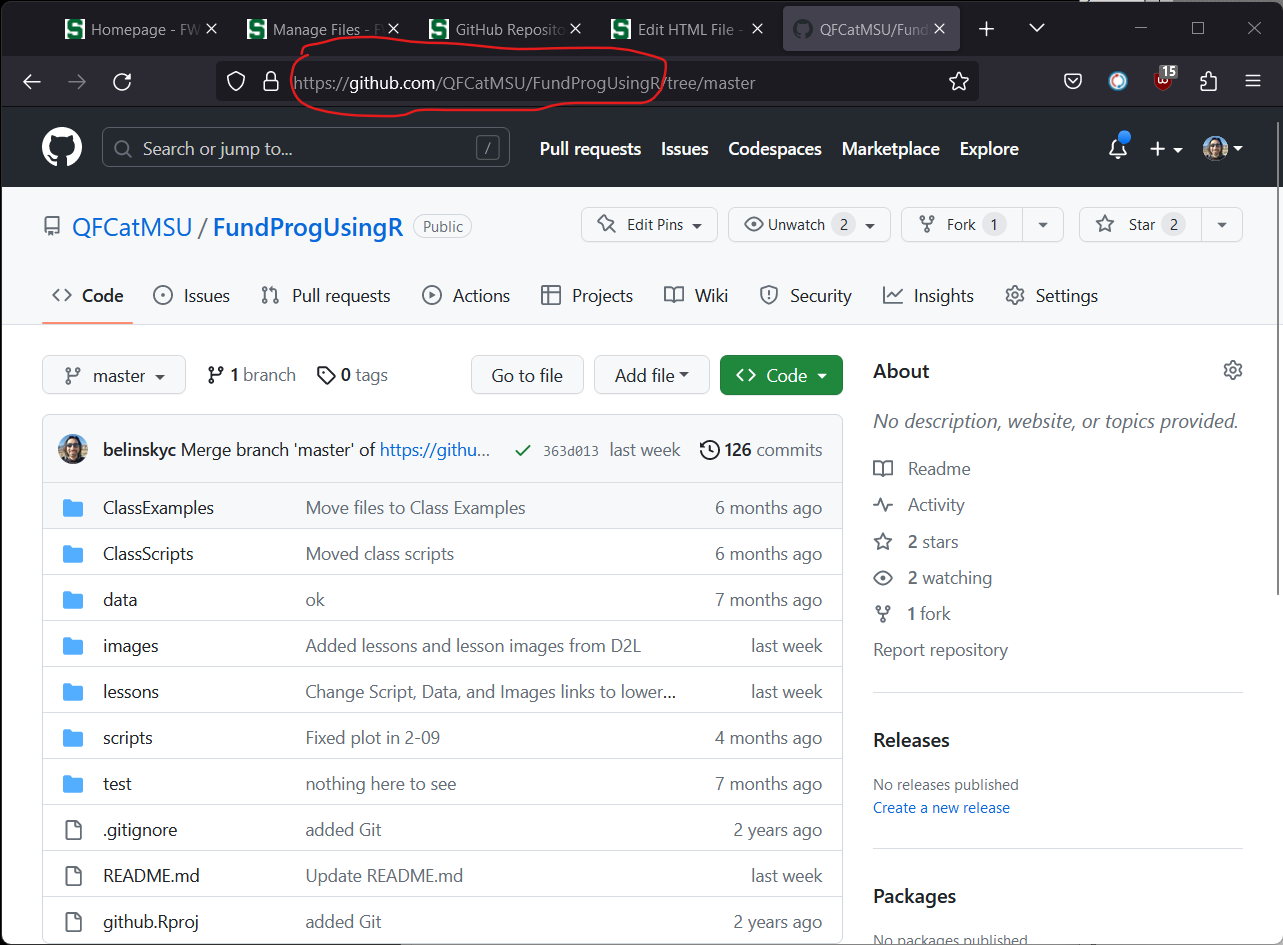 Homepage - FW
Manage Files - F
GitHub Reposito
Edit HTML File -
QFCatMSU/Fund
https://github.com/QFCatMSU/FundProgUsingR/tree/master
15
Search or jump to...
/
Pull requests
Issues
Codespaces
Marketplace
Explore
QFCatMSU / FundProgUsingR
Public
Edit Pins
Unwatch 2
Fork 1
Star 2
Code
Issues
Pull requests
Actions
Projects
Wiki
Security
Insights
Settings
master
1 branch
0 tags
Go to file
Add file
Code
belinskyc Merge branch 'master' of https://githu...
363d013 last week
126 commits
ClassExamples Move files to Class Examples 6 months ago
ClassScripts Moved class scripts 6 months ago
data ok 7 months ago
images Added lessons and lesson images from D2L last week
lessons Change Script, Data, and Images links to lower... last week
scripts Fixed plot in 2-09 4 months ago
test nothing here to see 7 months ago
.gitignore added Git 2 years ago
README.md Update README.md last week
github.Rproj added Git 2 years ago
About
No description, website, or topics provided.
Readme
Activity
2 stars
2 watching
1 fork
Report repository
Releases
No releases published
Create a new release
Packages
No packages published